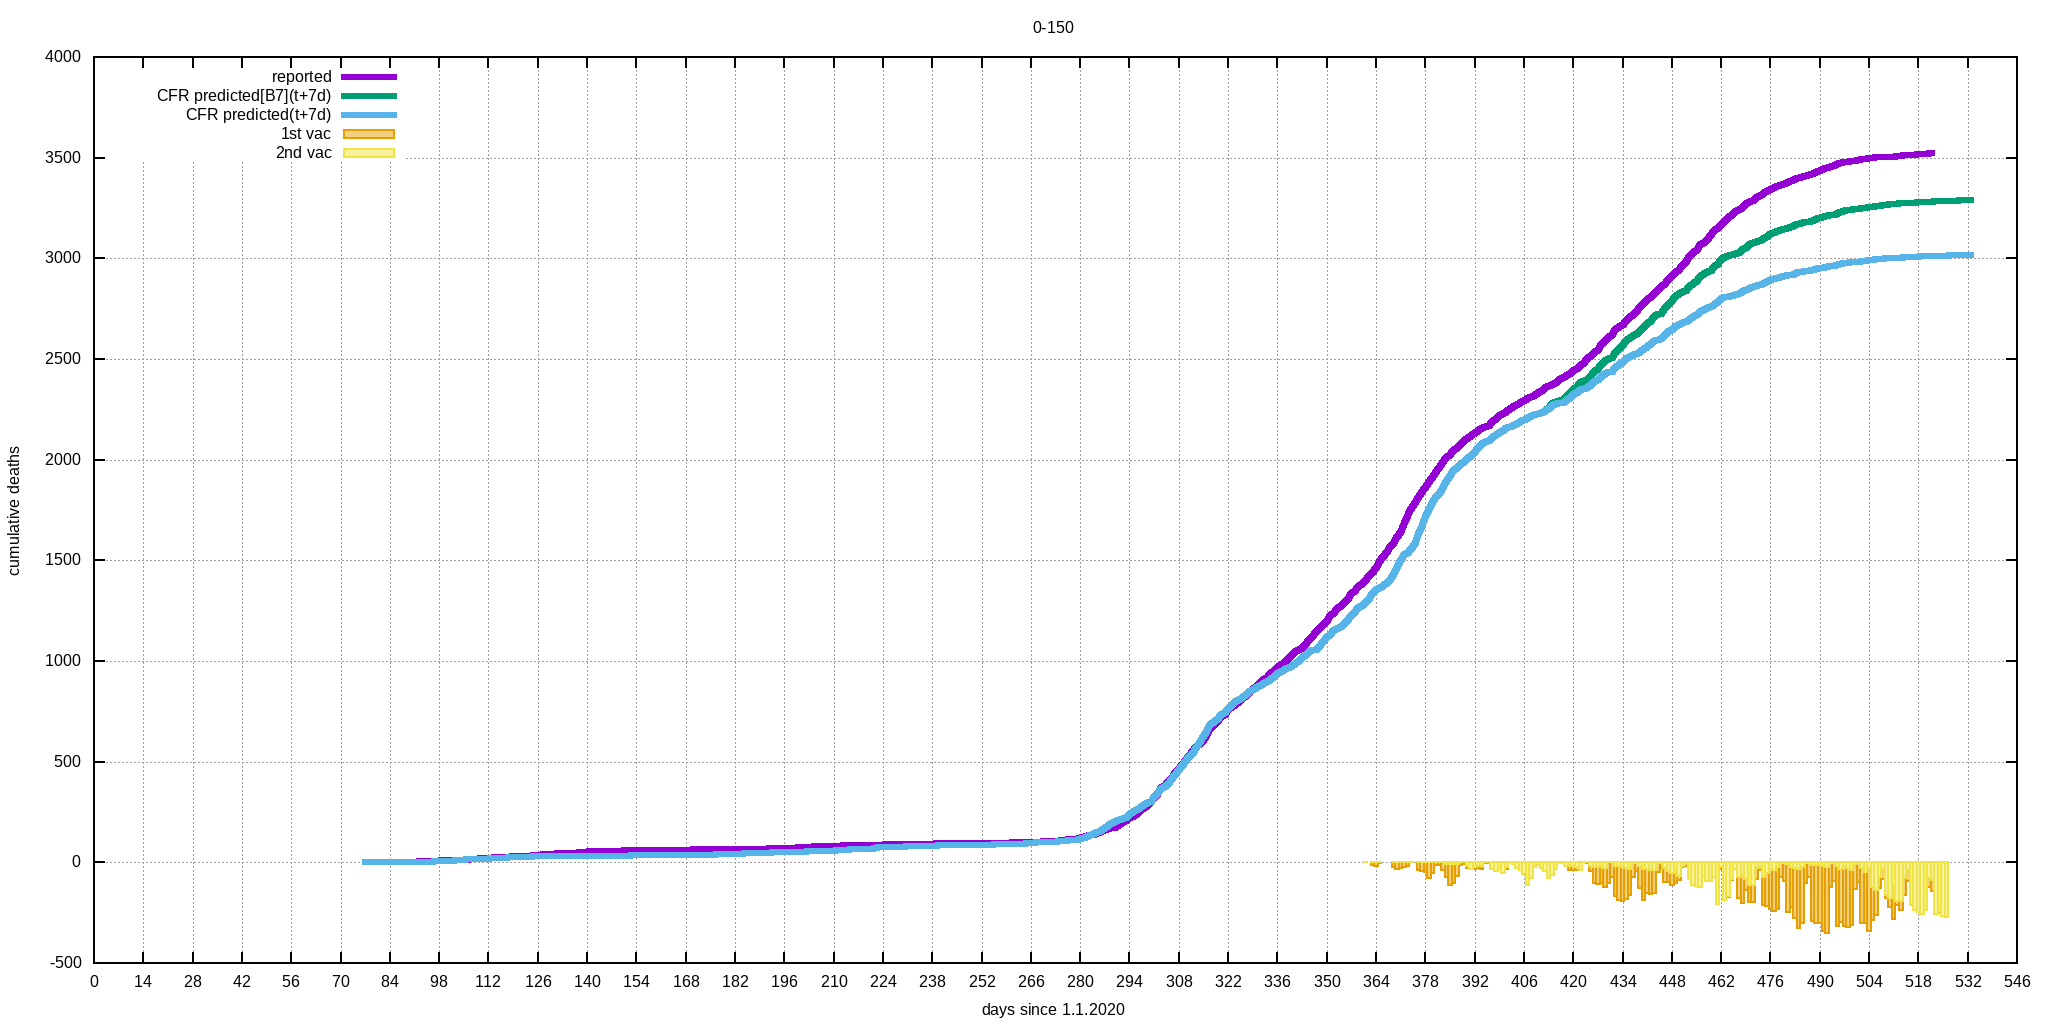 0-150
4000
3500
3000
2500
2000
1500
1000
500
0
-500
cumulative deaths
reported
CFR predicted[B7](t+7d)
CFR predicted(t+7d)
1st vac
2nd vac
0 14 28 42 56 70 84 98 112 126 140 154 168 182 196 210 224 238 252 266 280 294 308 322 336 350 364 378 392 406 420 434 448 462 476 490 504 518 532 546
days since 1.1.2020